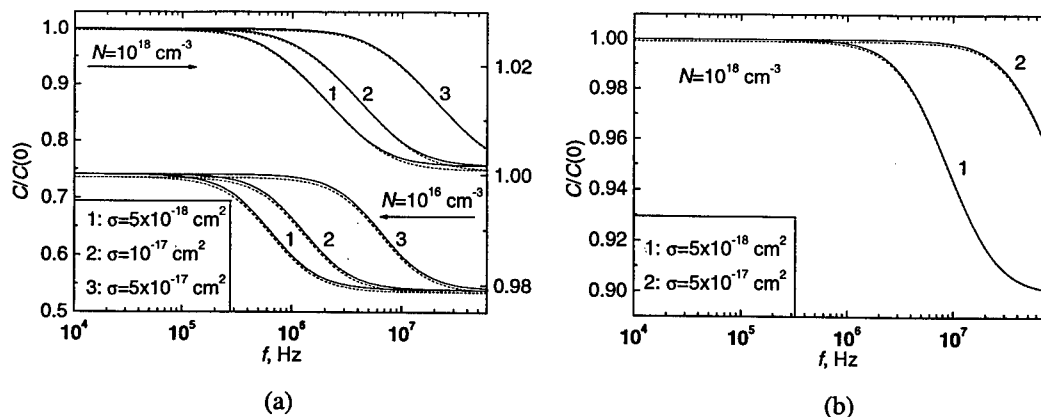 1.0
0.9
0.8
0.7
0.6
0.5
C/C(0)
N=10^18 cm^-3
1 2 3
1.02
1.00
0.98
N=10^16 cm^-3
1 2 3
1: σ=5x10^-18 cm^2
2: σ=10^-17 cm^2
3: σ=5x10^-17 cm^2
10^4 10^5 10^6 10^7
f, Hz
(a)
1.00
0.98
0.96
0.94
0.92
0.90
C/C(0)
N=10^18 cm^-3
2
1
1: σ=5x10^-18 cm^2
2: σ=5x10^-17 cm^2
10^4 10^5 10^6 10^7
f, Hz
(b)